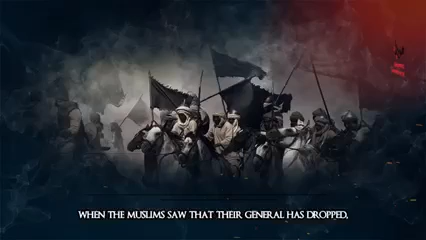 WHEN THE MUSLIMS SAW THAT THEIR GENERAL HAS DROPPED,